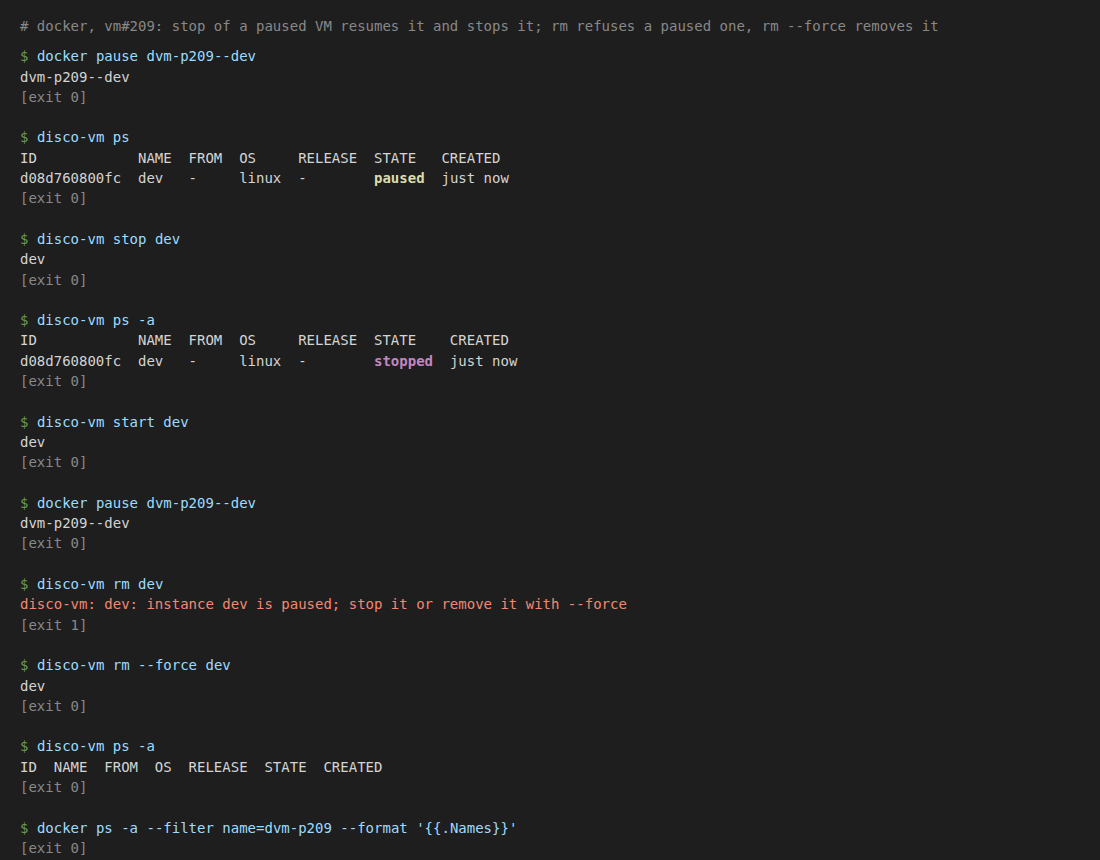 # docker, vm#209: stop of a paused VM resumes it and stops it; rm refuses a paused one, rm --force removes it
$ docker pause dvm-p209--dev
dvm-p209--dev
[exit 0]
$ disco-vm ps
ID            NAME  FROM  OS     RELEASE  STATE   CREATED
d08d760800fc  dev   -     linux  -        paused  just now
[exit 0]
$ disco-vm stop dev
dev
[exit 0]
$ disco-vm ps -a
ID            NAME  FROM  OS     RELEASE  STATE    CREATED
d08d760800fc  dev   -     linux  -        stopped  just now
[exit 0]
$ disco-vm start dev
dev
[exit 0]
$ docker pause dvm-p209--dev
dvm-p209--dev
[exit 0]
$ disco-vm rm dev
disco-vm: dev: instance dev is paused; stop it or remove it with --force
[exit 1]
$ disco-vm rm --force dev
dev
[exit 0]
$ disco-vm ps -a
ID  NAME  FROM  OS  RELEASE  STATE  CREATED
[exit 0]
$ docker ps -a --filter name=dvm-p209 --format '{{.Names}}'
[exit 0]